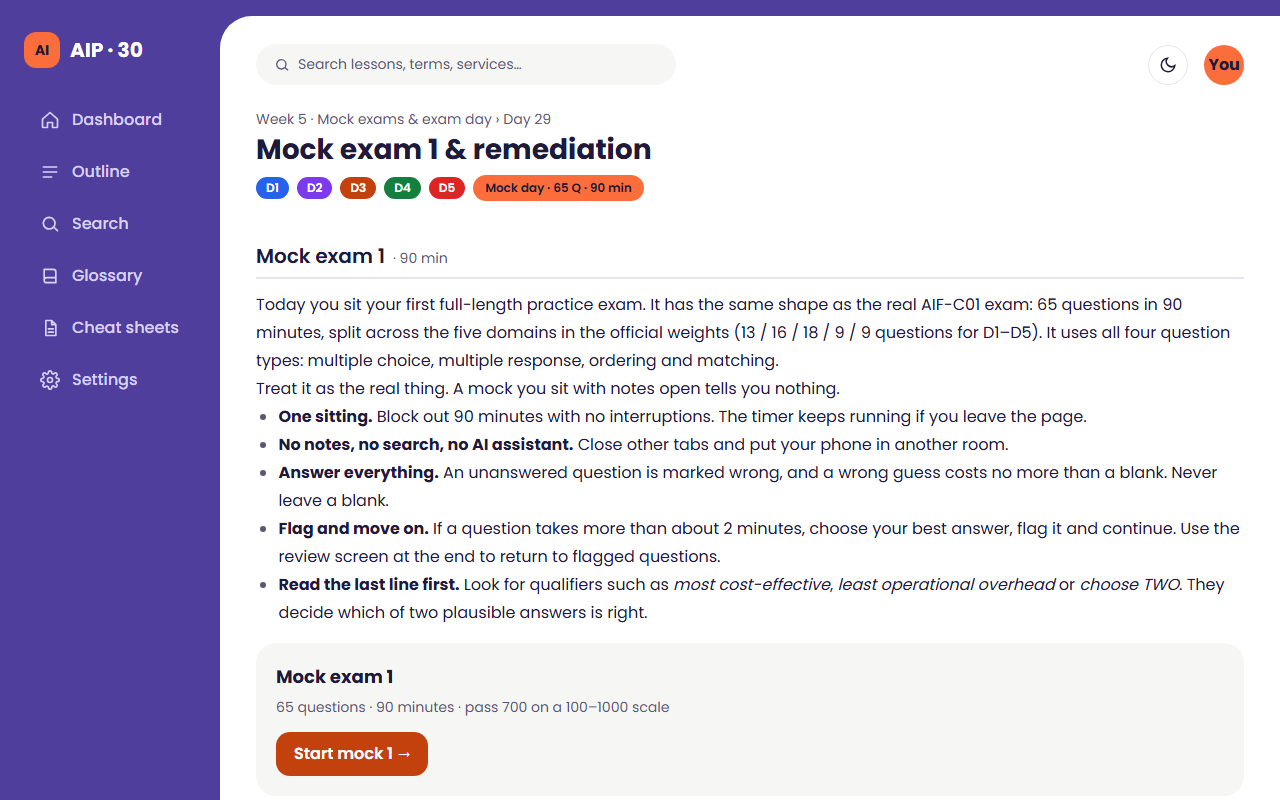 AI
AIP · 30
Dashboard
Outline
Search
Glossary
Cheat sheets
Settings
Search lessons, terms, services…
You
Week 5 · Mock exams & exam day › Day 29
Mock exam 1 & remediation
D1 D2 D3 D4 D5 Mock day · 65 Q · 90 min
Mock exam 1 · 90 min
Today you sit your first full-length practice exam. It has the same shape as the real AIF-C01 exam: 65 questions in 90
minutes, split across the five domains in the official weights (13 / 16 / 18 / 9 / 9 questions for D1–D5). It uses all four question
types: multiple choice, multiple response, ordering and matching.
Treat it as the real thing. A mock you sit with notes open tells you nothing.
One sitting. Block out 90 minutes with no interruptions. The timer keeps running if you leave the page.
No notes, no search, no AI assistant. Close other tabs and put your phone in another room.
Answer everything. An unanswered question is marked wrong, and a wrong guess costs no more than a blank. Never
leave a blank.
Flag and move on. If a question takes more than about 2 minutes, choose your best answer, flag it and continue. Use the
review screen at the end to return to flagged questions.
Read the last line first. Look for qualifiers such as most cost-effective, least operational overhead or choose TWO. They
decide which of two plausible answers is right.
Mock exam 1
65 questions · 90 minutes · pass 700 on a 100–1000 scale
Start mock 1 →